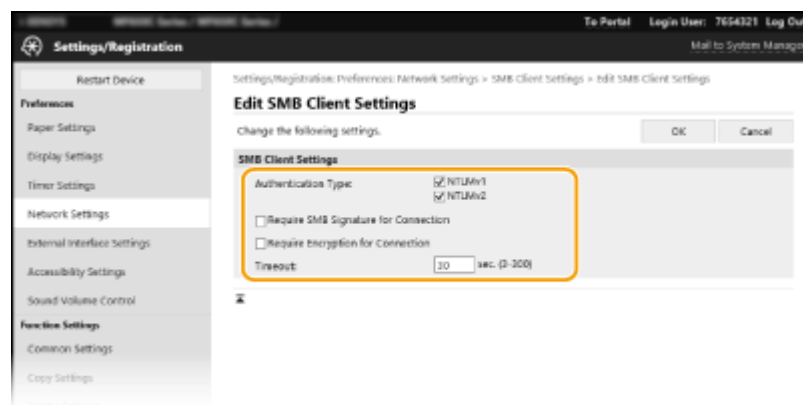 To Portal Login User: 7654321 Log Ou
Settings/Registration
Mail to System Manage
Restart Device
Settings/Registration: Preferences: Network Settings > SMB Client Settings > Edit SMB Client Settings
Preferences
Edit SMB Client Settings
Paper Settings
Change the following settings.
OK
Cancel
Display Settings
SMB Client Settings
Timer Settings
Authentication Type:
NTLMv1
NTLMv2
Network Settings
Require SMB Signature for Connection
External Interface Settings
Require Encryption for Connection
Accessibility Settings
Timeout:
30 sec. (3-300)
Sound Volume Control
Function Settings
Common Settings
Copy Settings